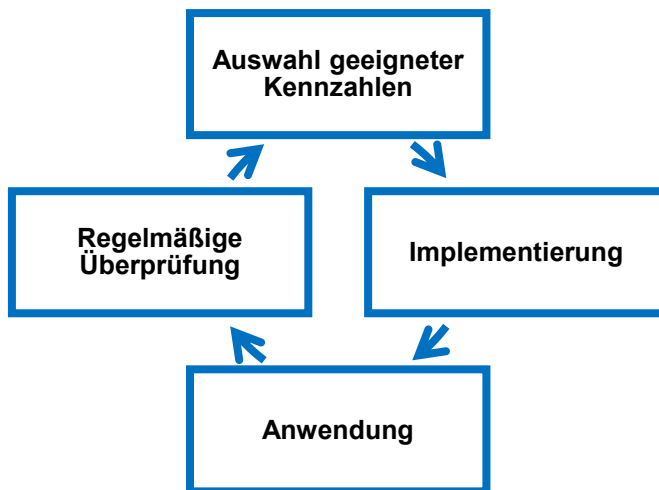 Auswahl geeigneter
Kennzahlen
Regelmäßige
Überprüfung
Implementierung
Anwendung